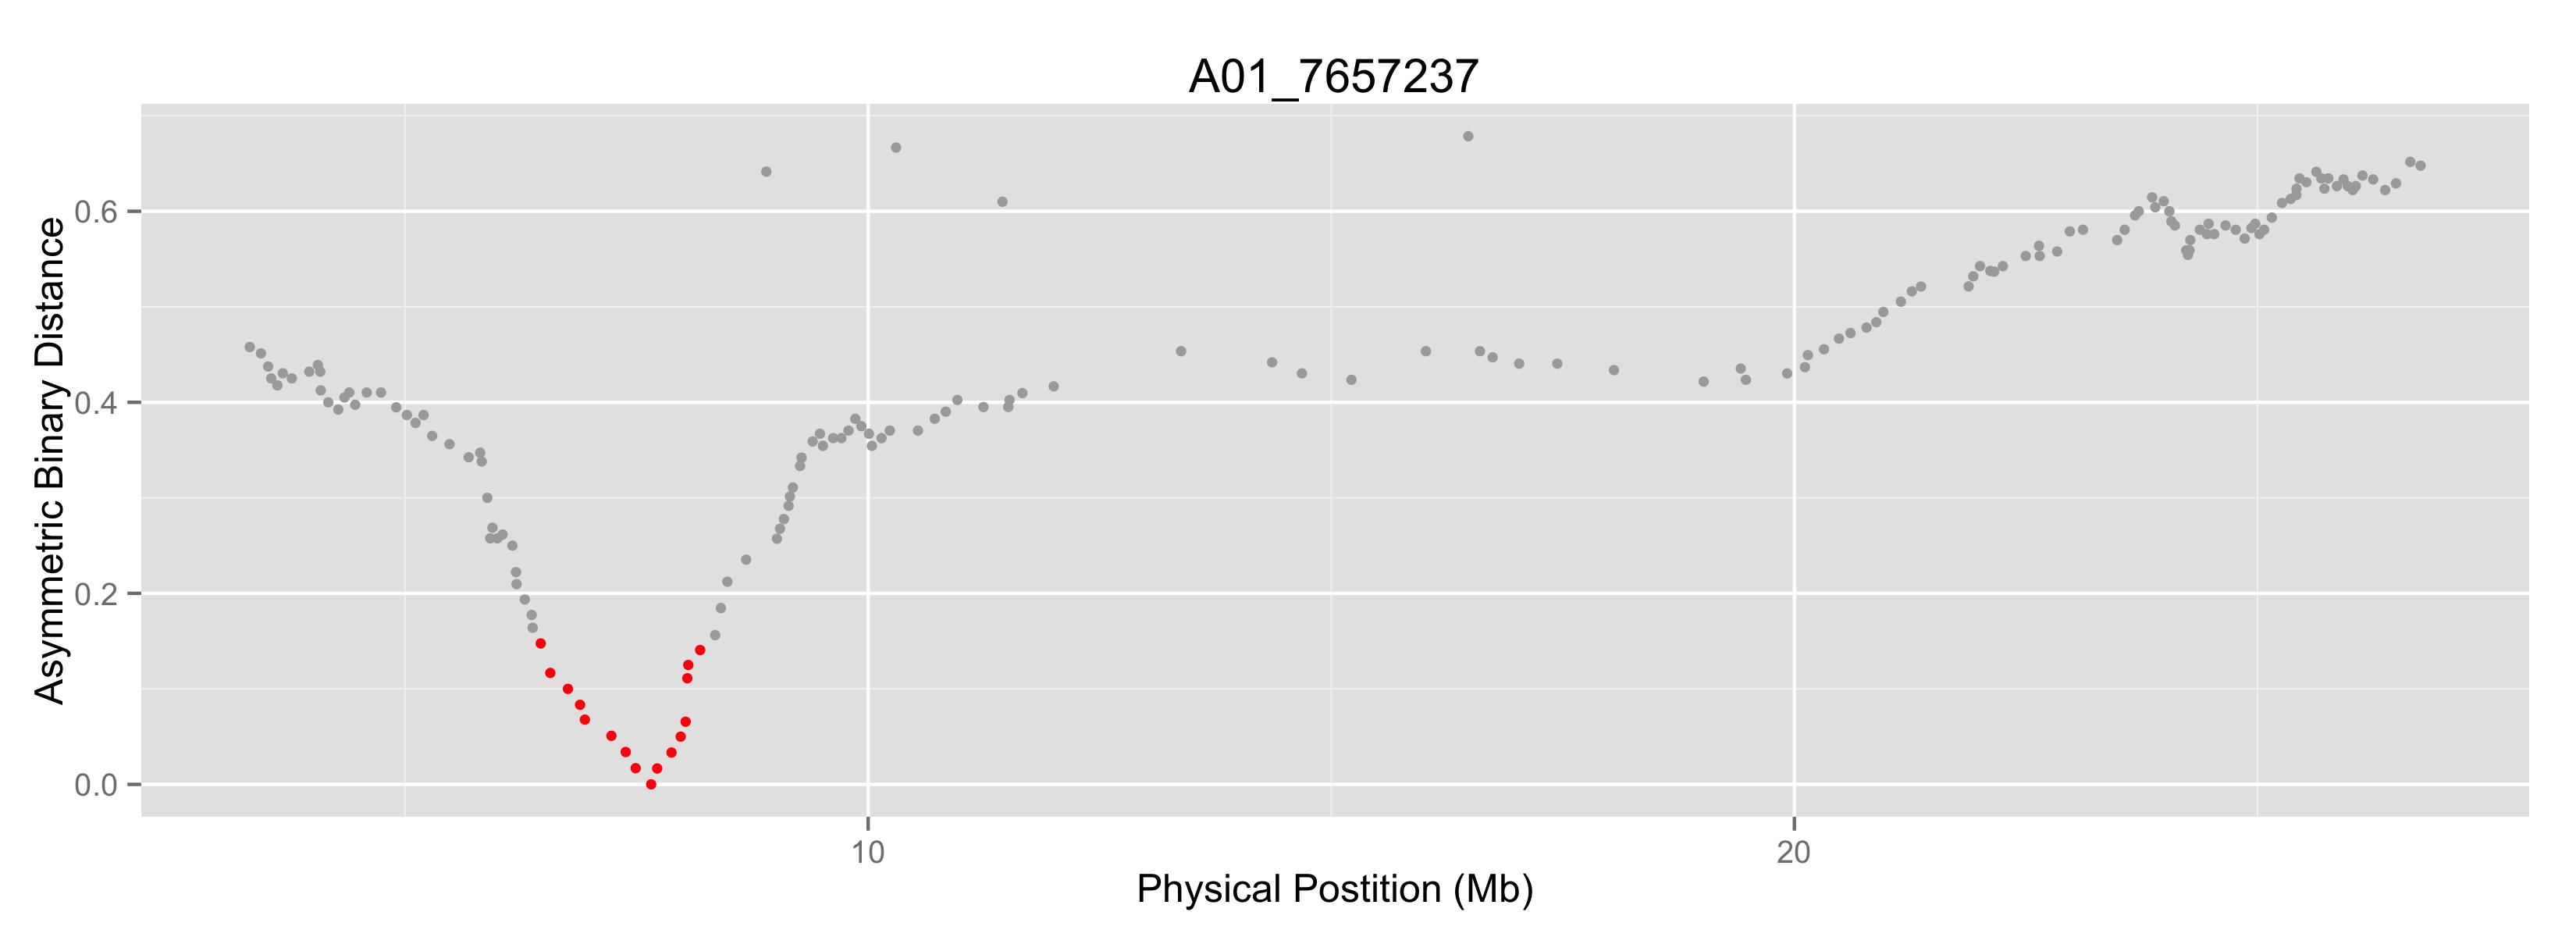 A01_7657237
Asymmetric Binary Distance
0.6
0.4
0.2
0.0
10 20
Physical Postition (Mb)